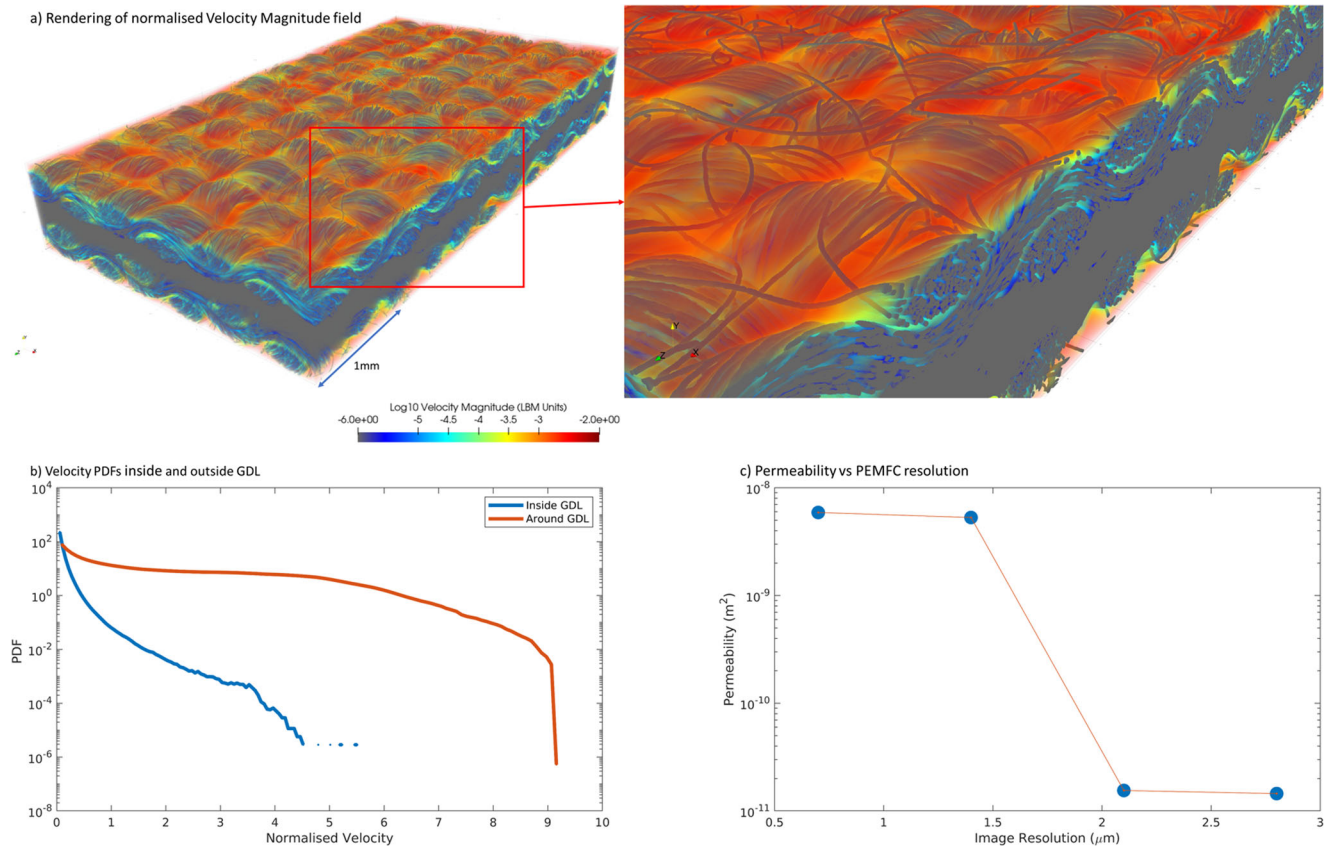 a) Rendering of normalised Velocity Magnitude field
1mm
Y
Z
X
Log10 Velocity Magnitude (LBM Units)
-6.0e+00 -5 -4.5 -4 -3.5 -3 -2.0e+00
b) Velocity PDFs inside and outside GDL
10^4
10^2
10^0
10^-2
10^-4
10^-6
10^-8
PDF
Inside GDL
Around GDL
0 1 2 3 4 5 6 7 8 9 10
Normalised Velocity
c) Permeability vs PEMFC resolution
10^-8
10^-9
10^-10
10^-11
Permeability (m²)
0.5 1 1.5 2 2.5 3
Image Resolution (μm)